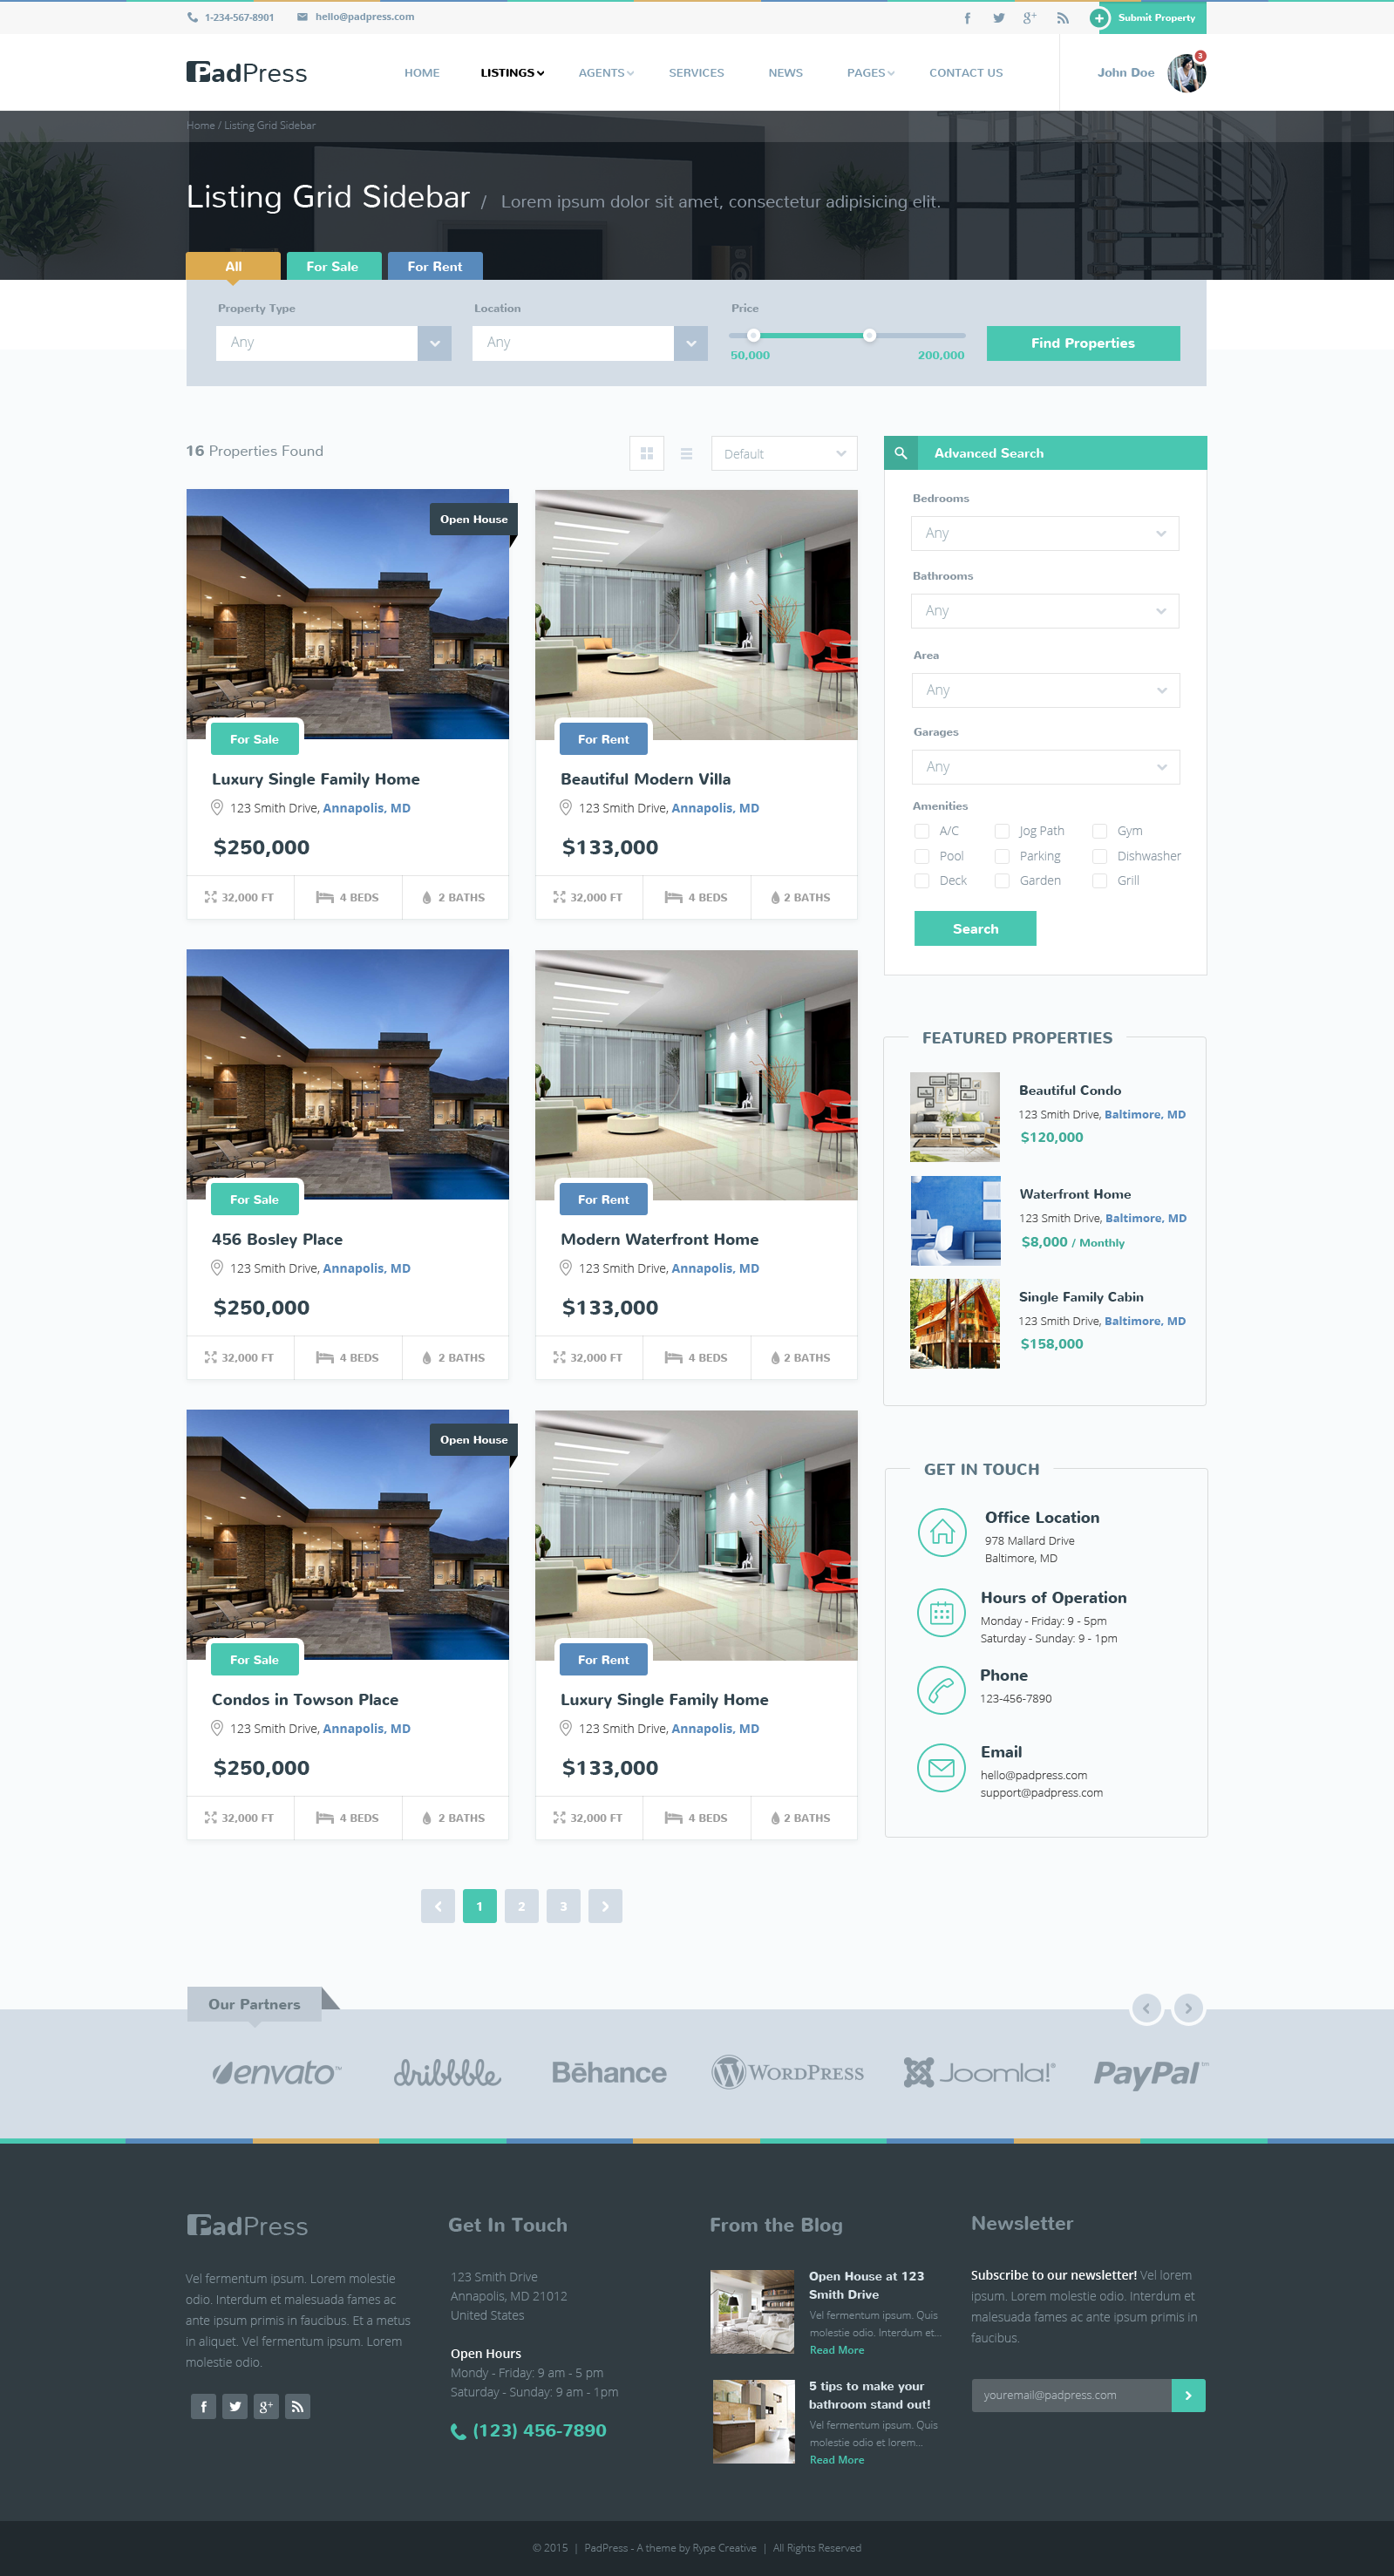 1-234-567-8901
hello@padpress.com
Submit Property
PadPress
HOME
LISTINGS
AGENTS
SERVICES
NEWS
PAGES
CONTACT US
John Doe
3
Home / Listing Grid Sidebar
Listing Grid Sidebar / Lorem ipsum dolor sit amet, consectetur adipisicing elit.
All
For Sale
For Rent
Property Type
Any
Location
Any
Price
50,000
200,000
Find Properties
16 Properties Found
Default
Open House
For Sale
Luxury Single Family Home
123 Smith Drive, Annapolis, MD
$250,000
32,000 FT
4 BEDS
2 BATHS
For Rent
Beautiful Modern Villa
123 Smith Drive, Annapolis, MD
$133,000
32,000 FT
4 BEDS
2 BATHS
For Sale
456 Bosley Place
123 Smith Drive, Annapolis, MD
$250,000
32,000 FT
4 BEDS
2 BATHS
For Rent
Modern Waterfront Home
123 Smith Drive, Annapolis, MD
$133,000
32,000 FT
4 BEDS
2 BATHS
Open House
For Sale
Condos in Towson Place
123 Smith Drive, Annapolis, MD
$250,000
32,000 FT
4 BEDS
2 BATHS
For Rent
Luxury Single Family Home
123 Smith Drive, Annapolis, MD
$133,000
32,000 FT
4 BEDS
2 BATHS
1
2
3
Advanced Search
Bedrooms
Any
Bathrooms
Any
Area
Any
Garages
Any
Amenities
A/C
Jog Path
Gym
Pool
Parking
Dishwasher
Deck
Garden
Grill
Search
FEATURED PROPERTIES
Beautiful Condo
123 Smith Drive, Baltimore, MD
$120,000
Waterfront Home
123 Smith Drive, Baltimore, MD
$8,000 / Monthly
Single Family Cabin
123 Smith Drive, Baltimore, MD
$158,000
GET IN TOUCH
Office Location
978 Mallard Drive
Baltimore, MD
Hours of Operation
Monday - Friday: 9 - 5pm
Saturday - Sunday: 9 - 1pm
Phone
123-456-7890
Email
hello@padpress.com
support@padpress.com
Our Partners
envato™
dribbble
Bēhance
WORDPRESS
Joomla!®
PayPal™
PadPress
Vel fermentum ipsum. Lorem molestie
odio. Interdum et malesuada fames ac
ante ipsum primis in faucibus. Et a metus
in aliquet. Vel fermentum ipsum. Lorem
molestie odio.
Get In Touch
123 Smith Drive
Annapolis, MD 21012
United States
Open Hours
Mondy - Friday: 9 am - 5 pm
Saturday - Sunday: 9 am - 1pm
(123) 456-7890
From the Blog
Open House at 123
Smith Drive
Vel fermentum ipsum. Quis
molestie odio. Interdum et...
Read More
5 tips to make your
bathroom stand out!
Vel fermentum ipsum. Quis
molestie odio et lorem...
Read More
Newsletter
Subscribe to our newsletter! Vel lorem
ipsum. Lorem molestie odio. Interdum et
malesuada fames ac ante ipsum primis in
faucibus.
youremail@padpress.com
© 2015 | PadPress - A theme by Rype Creative | All Rights Reserved